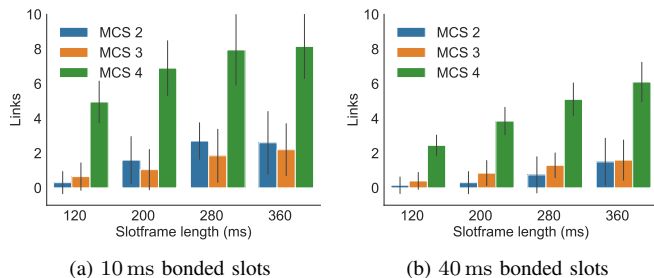 10
8
6
4
2
0
Links
MCS 2
MCS 3
MCS 4
120 200 280 360
Slotframe length (ms)
(a) 10 ms bonded slots
10
8
6
4
2
0
Links
MCS 2
MCS 3
MCS 4
120 200 280 360
Slotframe length (ms)
(b) 40 ms bonded slots